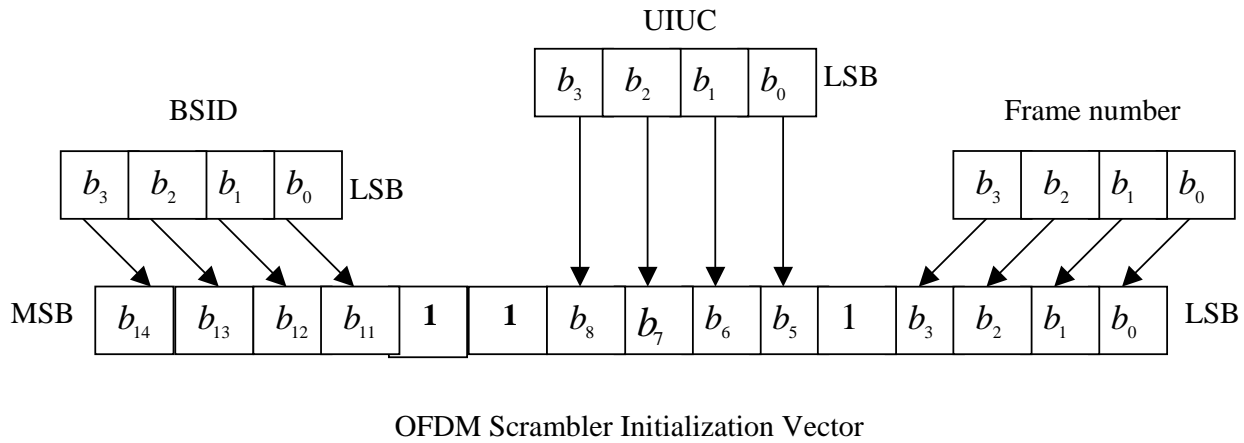 UIUC
b3 b2 b1 b0 LSB
BSID Frame number
b3 b2 b1 b0 LSB b3 b2 b1 b0
MSB b14 b13 b12 b11 1 1 b8 b7 b6 b5 1 b3 b2 b1 b0 LSB
OFDM Scrambler Initialization Vector